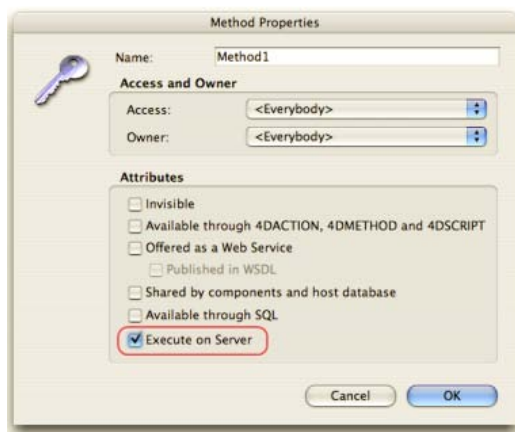 Method Properties
Name: Method1
Access and Owner
Access: <Everybody>
Owner: <Everybody>
Attributes
Invisible
Available through 4DACTION, 4DMETHOD and 4DSCRIPT
Offered as a Web Service
Published in WSDL
Shared by components and host database
Available through SQL
Execute on Server
Cancel OK